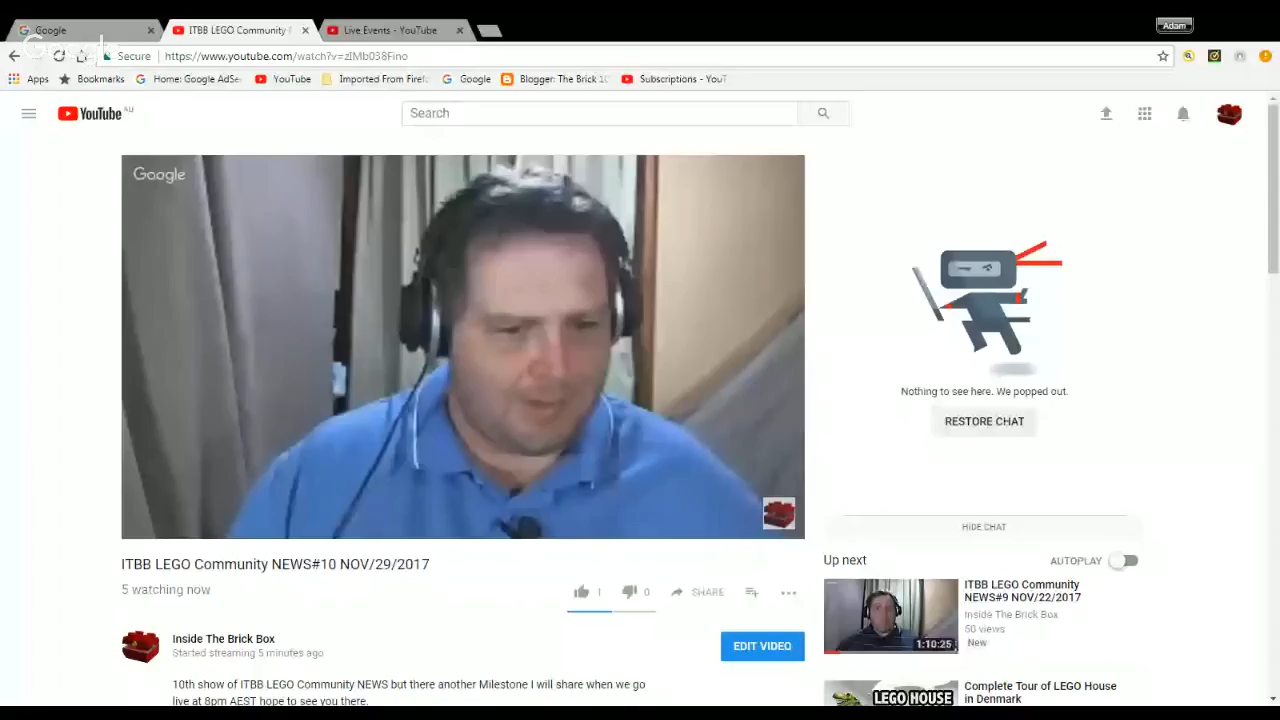 Adam
Google
ITBB LEGO Community
Live Events - YouTube
Google
Secure
https://www.youtube.com/watch?v=zIMb038Fino
Apps
Bookmarks
Home: Google AdSe
YouTube
Imported From Firef
Google
Blogger: The Brick 10
Subscriptions - YouT
YouTube AU
Search
Google
Nothing to see here. We popped out.
RESTORE CHAT
HIDE CHAT
ITBB LEGO Community NEWS#10 NOV/29/2017
5 watching now
1
0
SHARE
Up next
AUTOPLAY
ITBB LEGO Community
NEWS#9 NOV/22/2017
Inside The Brick Box
50 views
New
1:10:25
Inside The Brick Box
Started streaming 5 minutes ago
EDIT VIDEO
10th show of ITBB LEGO Community NEWS but there another Milestone I will share when we go
live at 8pm AEST hope to see you there.
LEGO HOUSE
Complete Tour of LEGO House
in Denmark